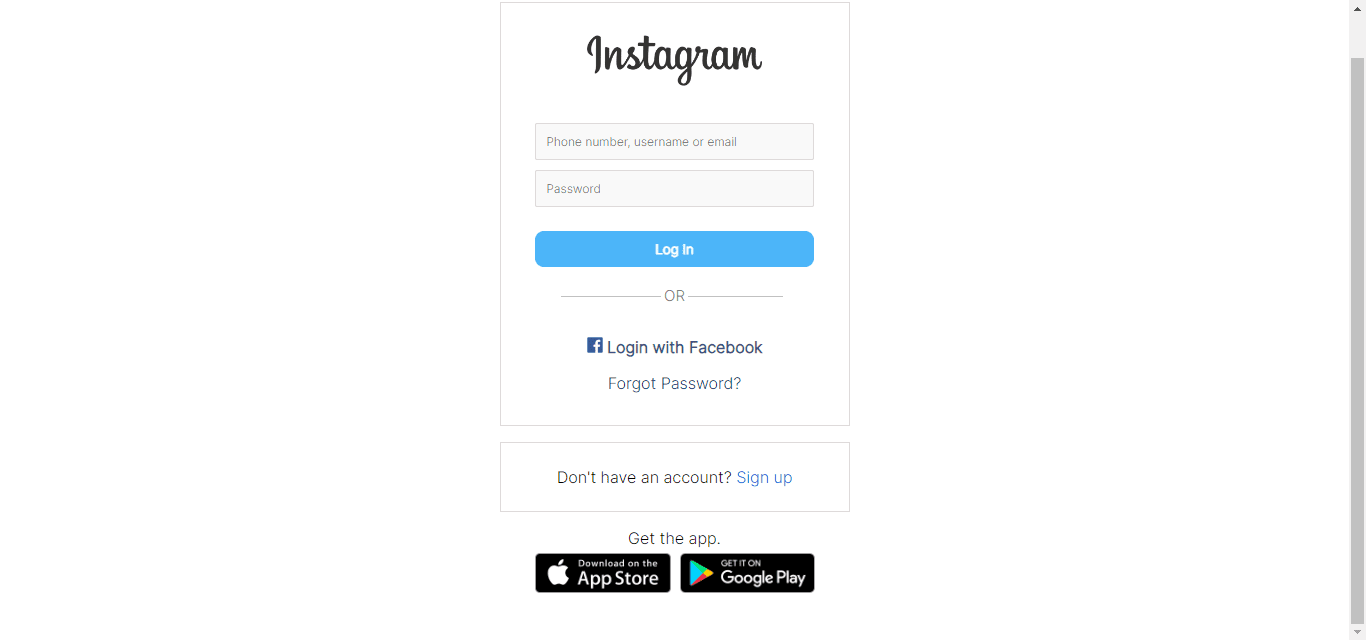 Instagram
Phone number, username or email
Password
Log In
OR
Login with Facebook
Forgot Password?
Don't have an account? Sign up
Get the app.
Download on the
App Store
GET IT ON
Google Play